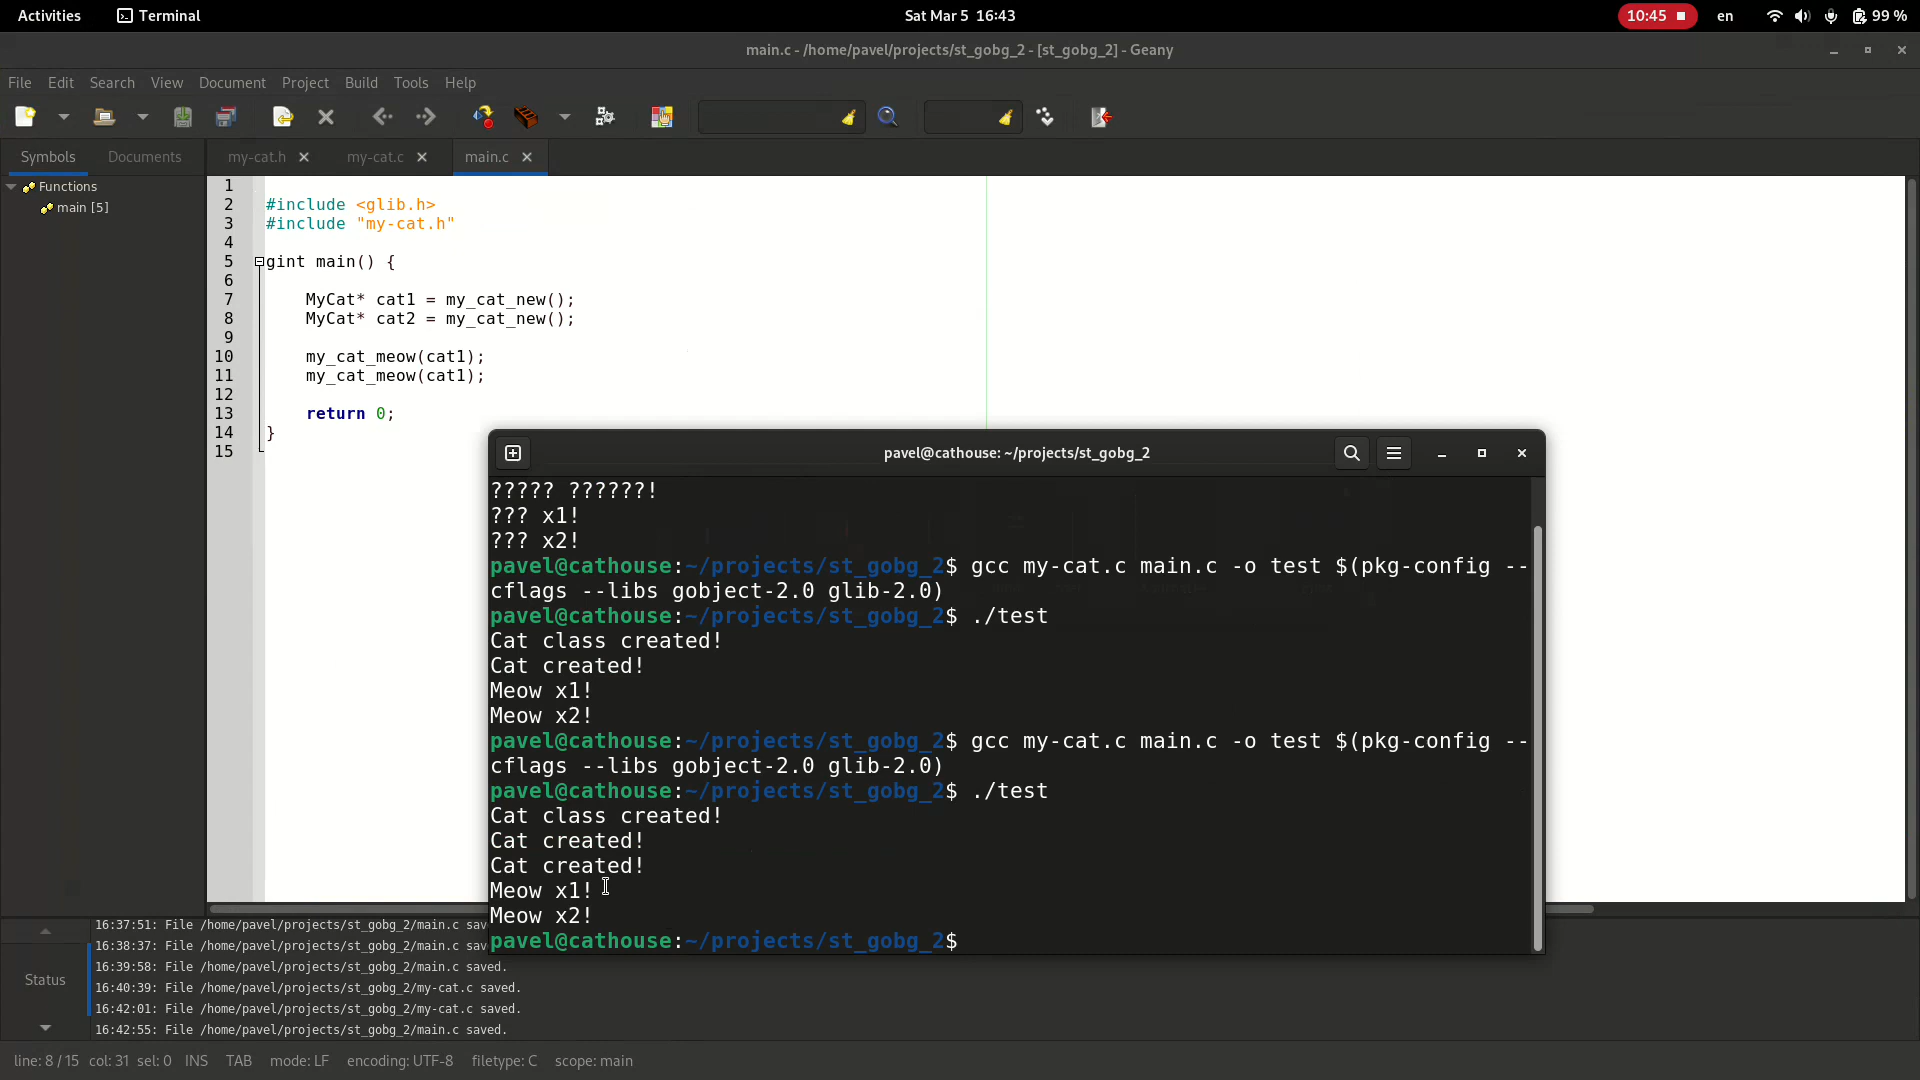 Activities Terminal Sat Mar 5 16:43 10:45 en 99 %
main.c - /home/pavel/projects/st_gobg_2 - [st_gobg_2] - Geany
File Edit Search View Document Project Build Tools Help
Symbols Documents my-cat.h my-cat.c main.c
Functions
main [5]
1
2 #include <glib.h>
3 #include "my-cat.h"
4
5 gint main() {
6
7 MyCat* cat1 = my_cat_new();
8 MyCat* cat2 = my_cat_new();
9
10 my_cat_meow(cat1);
11 my_cat_meow(cat1);
12
13 return 0;
14 }
15
pavel@cathouse: ~/projects/st_gobg_2
????? ??????!
??? x1!
??? x2!
pavel@cathouse:~/projects/st_gobg_2$ gcc my-cat.c main.c -o test $(pkg-config --
cflags --libs gobject-2.0 glib-2.0)
pavel@cathouse:~/projects/st_gobg_2$ ./test
Cat class created!
Cat created!
Meow x1!
Meow x2!
pavel@cathouse:~/projects/st_gobg_2$ gcc my-cat.c main.c -o test $(pkg-config --
cflags --libs gobject-2.0 glib-2.0)
pavel@cathouse:~/projects/st_gobg_2$ ./test
Cat class created!
Cat created!
Cat created!
Meow x1!
Meow x2!
pavel@cathouse:~/projects/st_gobg_2$
Status
16:37:51: File /home/pavel/projects/st_gobg_2/main.c sav
16:38:37: File /home/pavel/projects/st_gobg_2/main.c sav
16:39:58: File /home/pavel/projects/st_gobg_2/main.c saved.
16:40:39: File /home/pavel/projects/st_gobg_2/my-cat.c saved.
16:42:01: File /home/pavel/projects/st_gobg_2/my-cat.c saved.
16:42:55: File /home/pavel/projects/st_gobg_2/main.c saved.
line: 8 / 15 col: 31 sel: 0 INS TAB mode: LF encoding: UTF-8 filetype: C scope: main